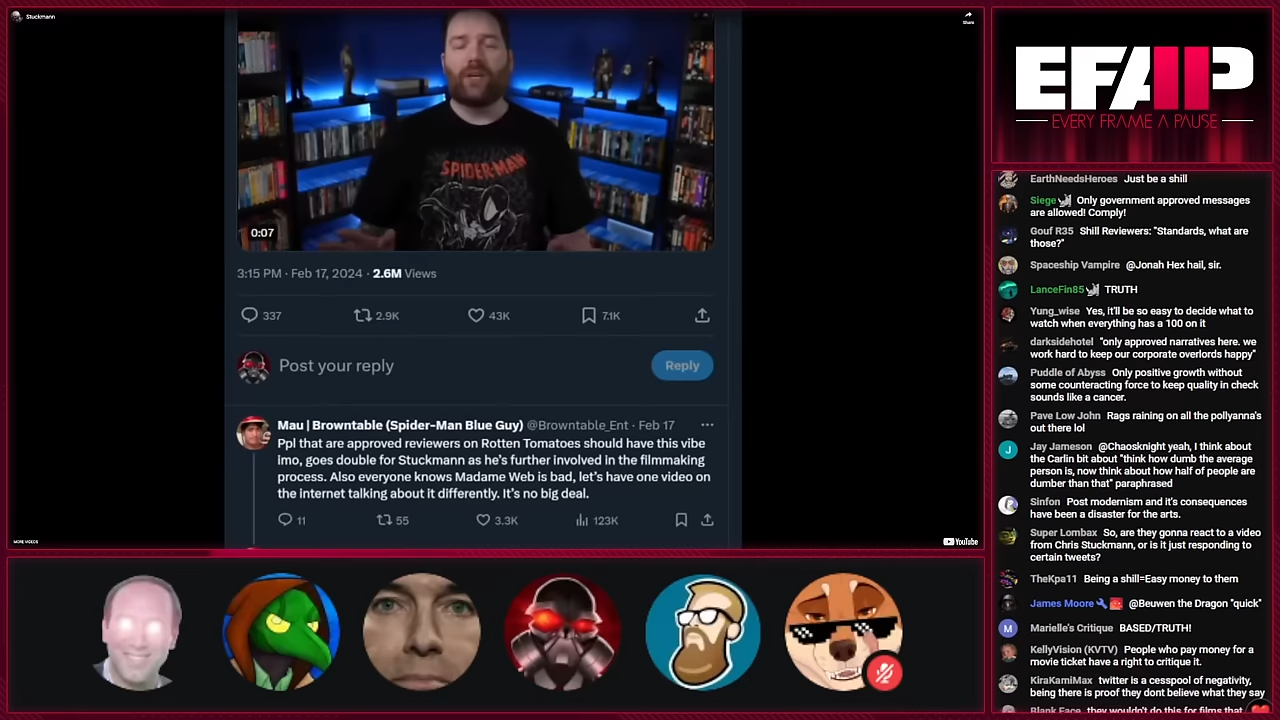 Stuckmann
Share
SPIDER-MAN
0:07
3:15 PM · Feb 17, 2024 · 2.6M Views
337
2.9K
43K
7.1K
Post your reply
Reply
Mau | Browntable (Spider-Man Blue Guy) @Browntable_Ent · Feb 17
Ppl that are approved reviewers on Rotten Tomatoes should have this vibe
imo, goes double for Stuckmann as he's further involved in the filmmaking
process. Also everyone knows Madame Web is bad, let's have one video on
the internet talking about it differently. It's no big deal.
11
55
3.3K
123K
MORE VIDEOS
YouTube
EFAP
EVERY FRAME A PAUSE
EarthNeedsHeroes Just be a shill
Siege Only government approved messages
are allowed! Comply!
Gouf R35 Shill Reviewers: "Standards, what are
those?"
Spaceship Vampire @Jonah Hex hail, sir.
LanceFin85 TRUTH
Yung_wise Yes, it'll be so easy to decide what to
watch when everything has a 100 on it
darksidehotel "only approved narratives here. we
work hard to keep our corporate overlords happy"
Puddle of Abyss Only positive growth without
some counteracting force to keep quality in check
sounds like a cancer.
Pave Low John Rags raining on all the pollyanna's
out there lol
J
Jay Jameson @Chaosknight yeah, I think about
the Carlin bit about "think how dumb the average
person is, now think about how half of people are
dumber than that" paraphrased
Sinfon Post modernism and it's consequences
have been a disaster for the arts.
Super Lombax So, are they gonna react to a video
from Chris Stuckmann, or is it just responding to
certain tweets?
TheKpa11 Being a shill=Easy money to them
James Moore @Beuwen the Dragon "quick"
M
Marielle's Critique BASED/TRUTH!
KellyVision (KVTV) People who pay money for
a movie ticket have a right to critique it.
KiraKamiMax twitter is a cesspool of negativity,
being there is proof they dont believe what they say
Blank Face they wouldn't do this for films that